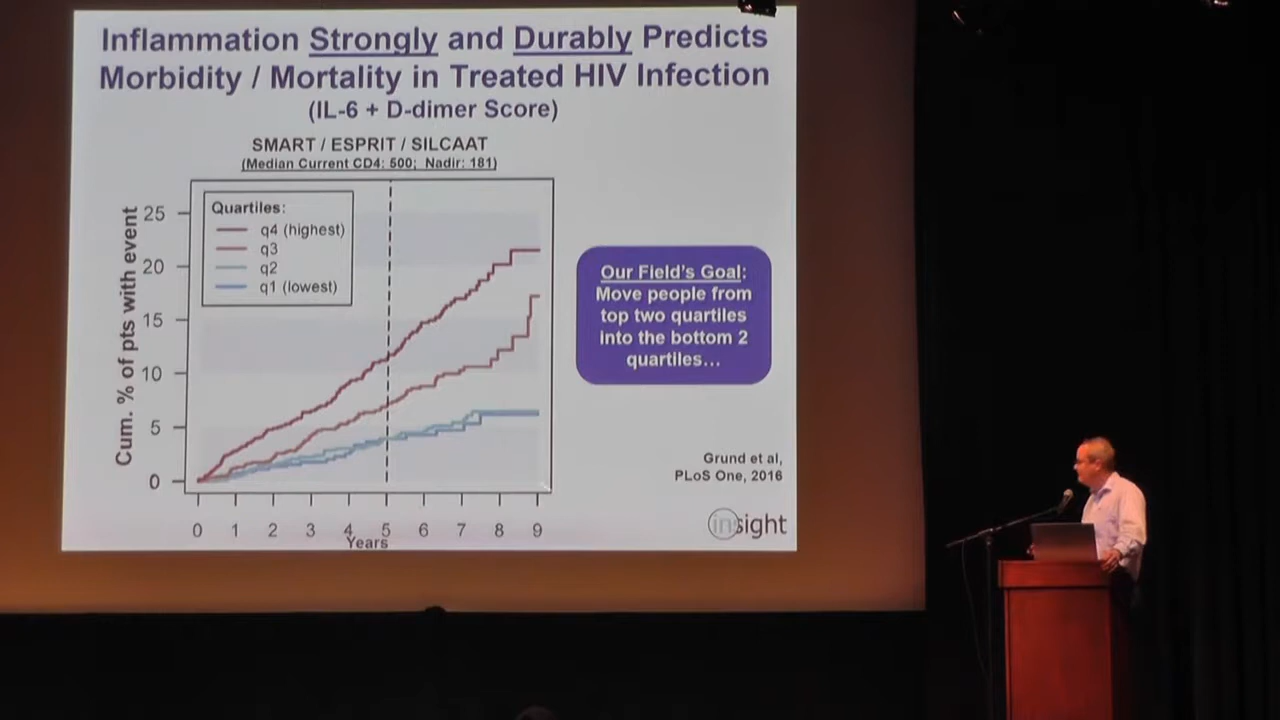 Inflammation Strongly and Durably Predicts
Morbidity / Mortality in Treated HIV Infection
(IL-6 + D-dimer Score)
SMART / ESPRIT / SILCAAT
(Median Current CD4: 500; Nadir: 181)
Cum. % of pts with event
25
20
15
10
5
0
Quartiles:
q4 (highest)
q3
q2
q1 (lowest)
0 1 2 3 4 5 6 7 8 9
Years
Our Field's Goal:
Move people from
top two quartiles
into the bottom 2
quartiles...
Grund et al,
PLoS One, 2016
insight